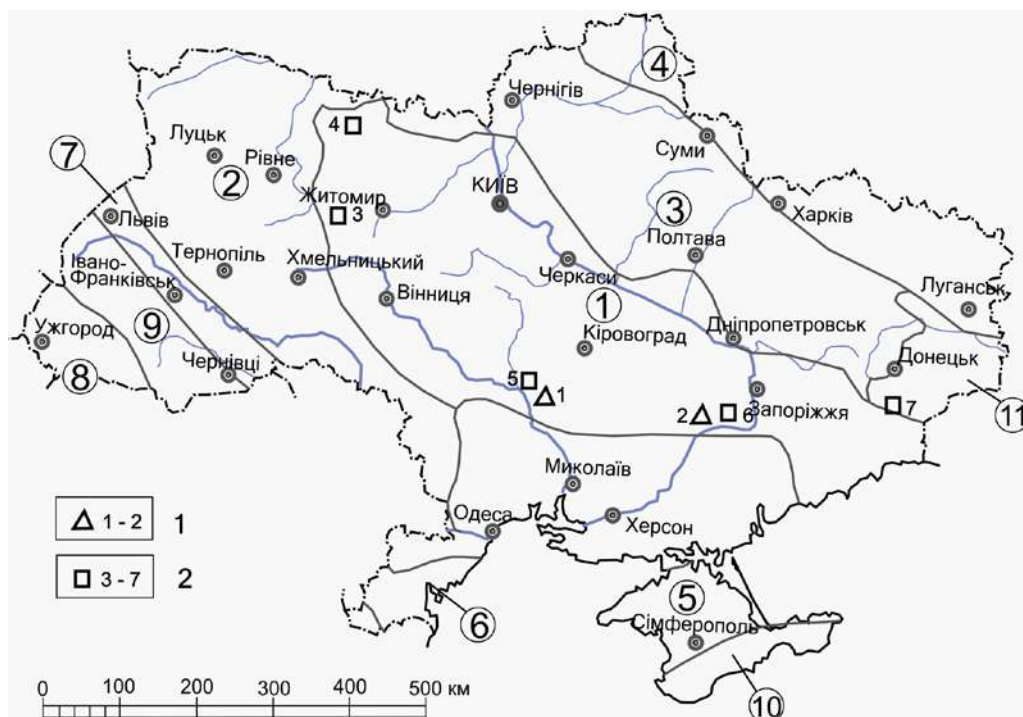 4
Чернігів
4
Луцьк
Рівне
Суми
7
2
КИЇВ
Житомир
3
3
Харків
Львів
Полтава
Тернопіль
Хмельницький
Івано-
Франківськ
Черкаси
Вінниця
1
Луганськ
Ужгород
9
Кіровоград
Дніпропетровськ
Донецьк
8
Чернівці
5
1
Запоріжжя
2
6
7
11
Миколаїв
1 - 2
1
Одеса
Херсон
3 - 7
2
6
5
Сімферополь
10
0
100
200
300
400
500 км